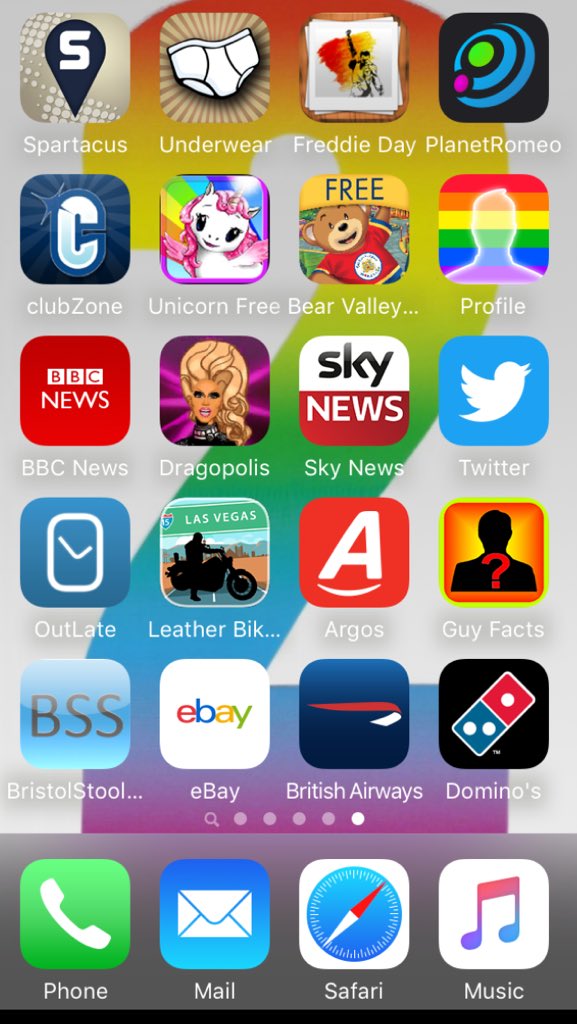 S
Spartacus
Underwear
Freddie Day
PlanetRomeo
C
clubZone
Unicorn Free
FREE
Bear Valley...
Profile
BBC
NEWS
BBC News
Dragopolis
sky
NEWS
Sky News
Twitter
OutLate
15 LAS VEGAS
Leather Bik...
A
Argos
?
Guy Facts
BSS
BristolStool...
ebay
eBay
British Airways
TM
Domino's
Phone
Mail
Safari
Music